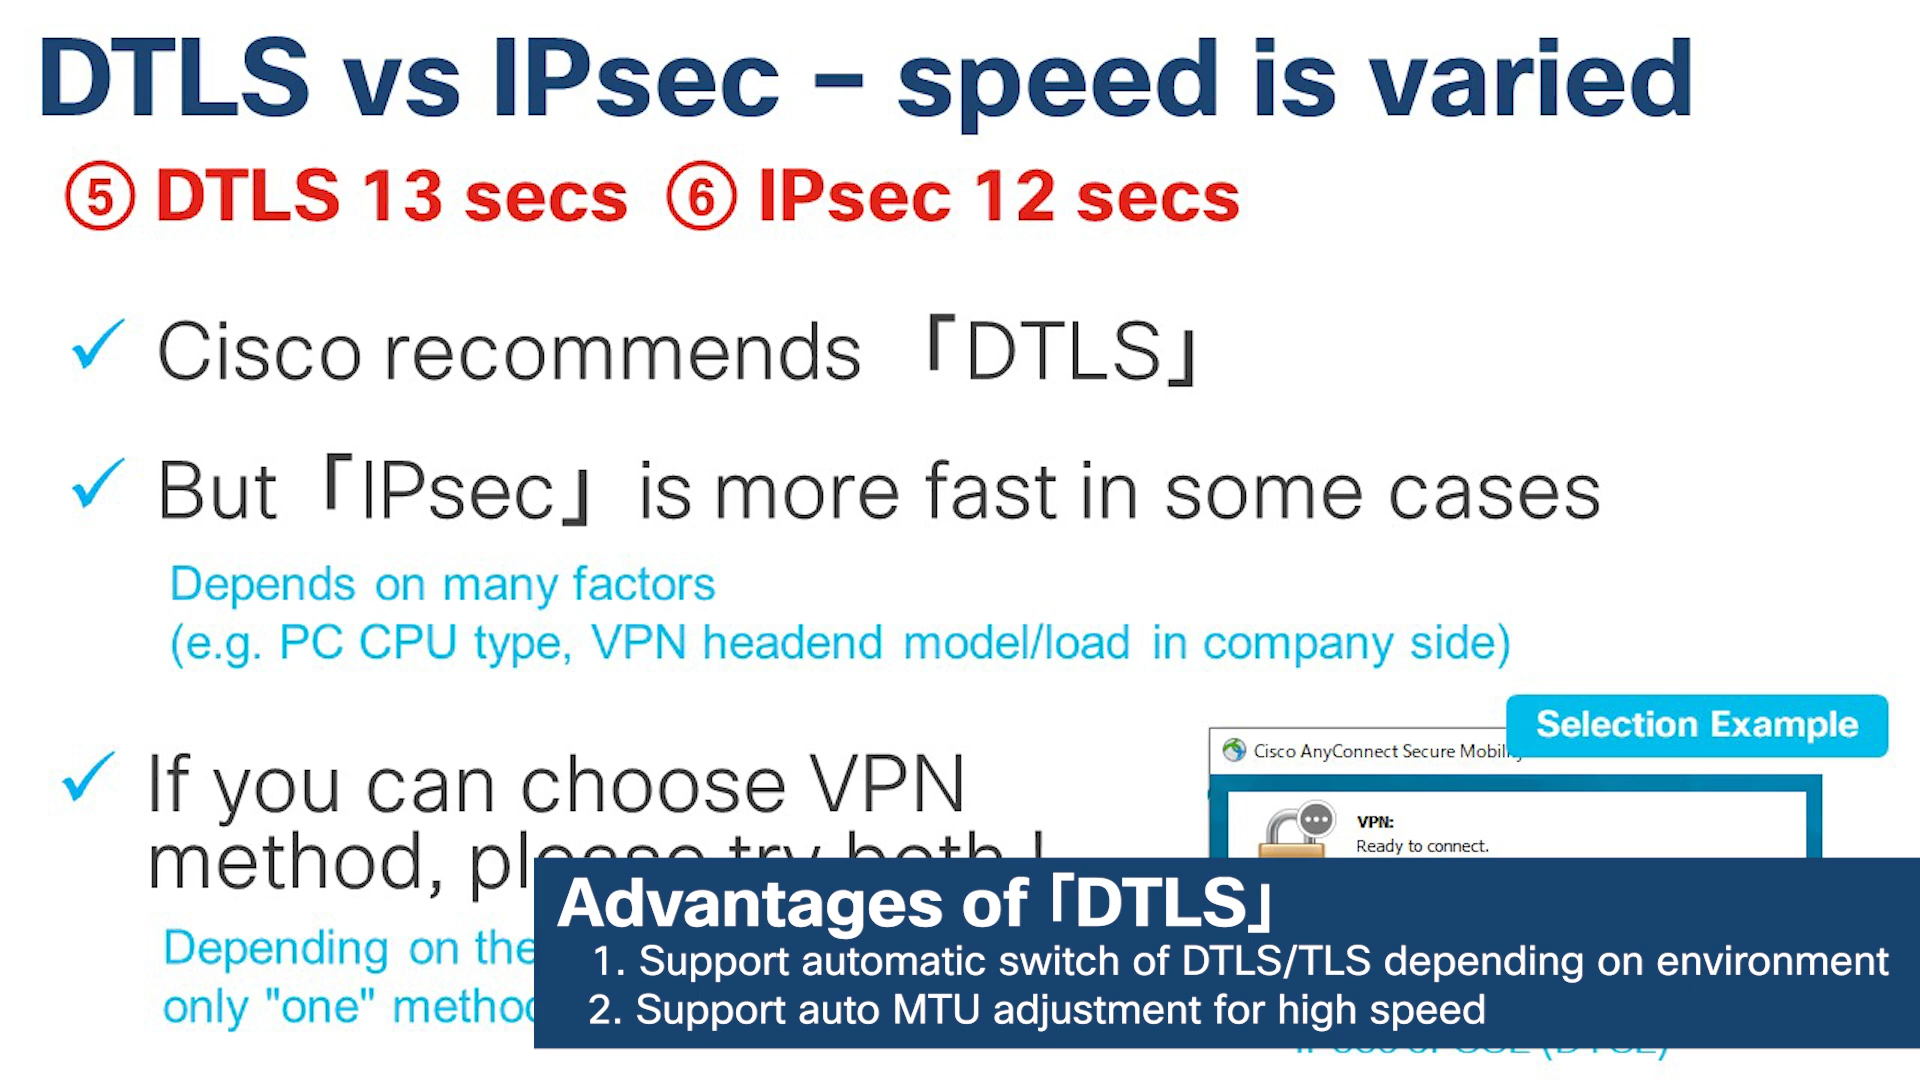 DTLS vs IPsec – speed is varied
⑤ DTLS 13 secs ⑥ IPsec 12 secs
✓ Cisco recommends 「DTLS」
✓ But「IPsec」 is more fast in some cases
Depends on many factors
(e.g. PC CPU type, VPN headend model/load in company side)
✓ If you can choose VPN
method, please try both !
Depending on the
only "one" method
Selection Example
Cisco AnyConnect Secure Mobility
VPN:
Ready to connect.
Advantages of「DTLS」
1. Support automatic switch of DTLS/TLS depending on environment
2. Support auto MTU adjustment for high speed